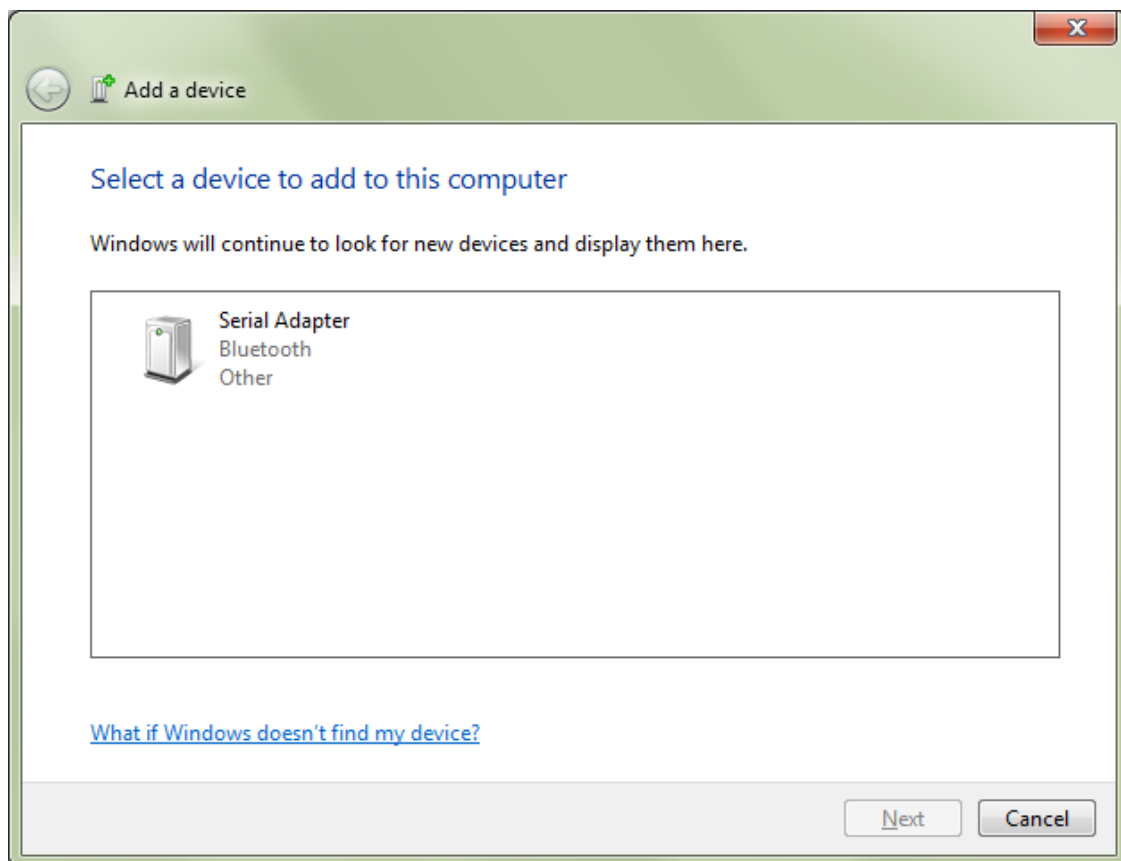 Add a device
Select a device to add to this computer
Windows will continue to look for new devices and display them here.
Serial Adapter
Bluetooth
Other
What if Windows doesn't find my device?
Next
Cancel